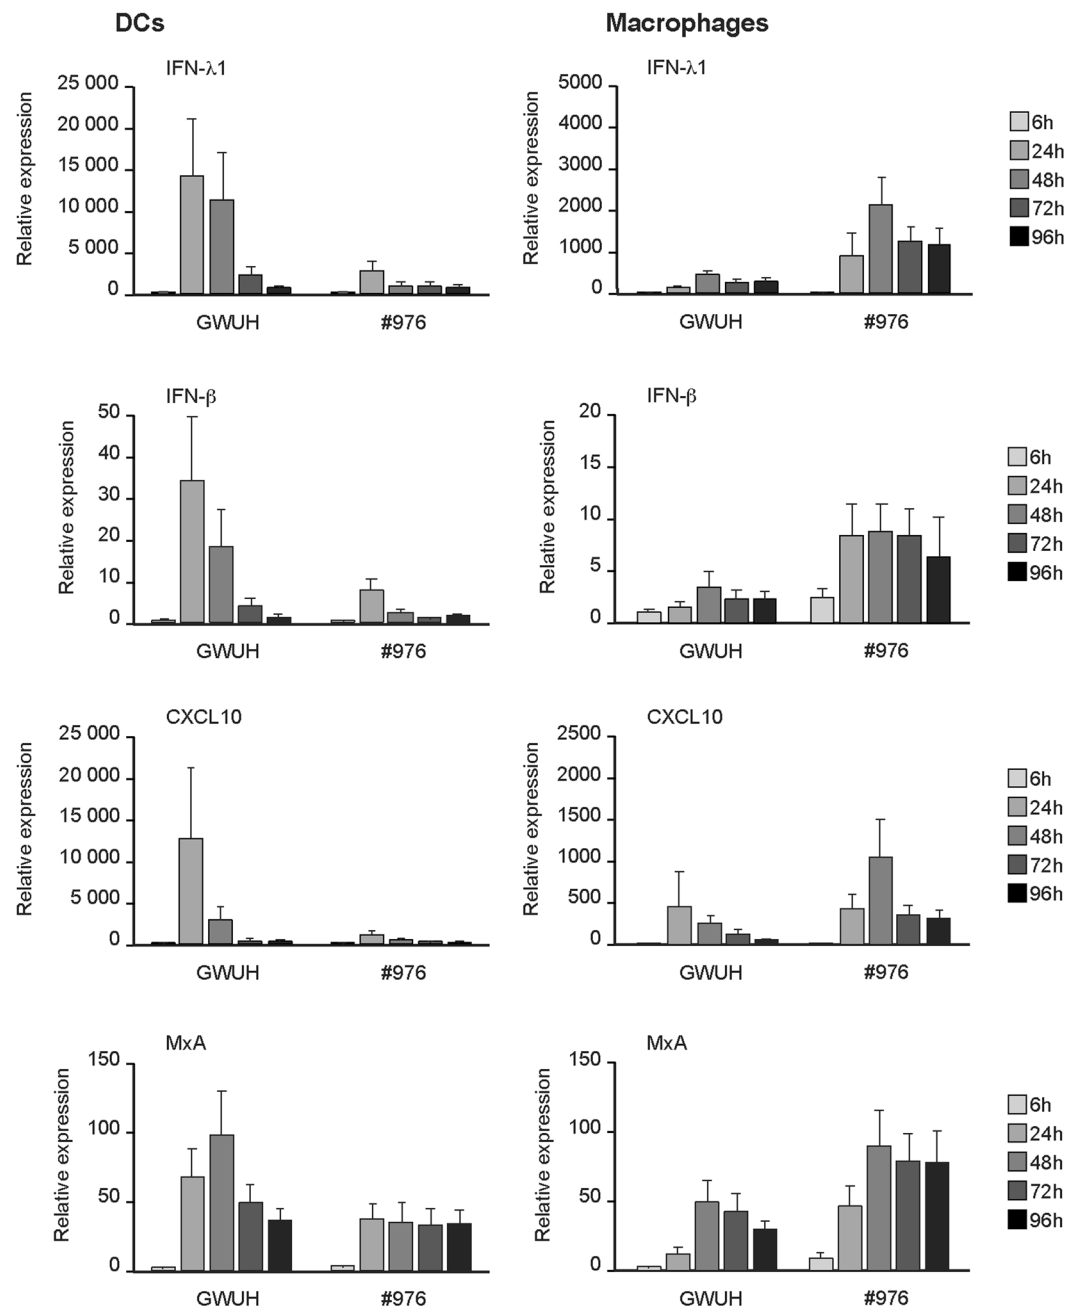 DCs
Macrophages
IFN-λ1
Relative expression
25 000
20 000
15 000
10 000
5 000
0
GWUH
#976
IFN-λ1
Relative expression
5000
4000
3000
2000
1000
0
GWUH
#976
6h
24h
48h
72h
96h
IFN-β
Relative expression
50
40
30
20
10
0
GWUH
#976
IFN-β
Relative expression
20
15
10
5
0
GWUH
#976
6h
24h
48h
72h
96h
CXCL10
Relative expression
25 000
20 000
15 000
10 000
5 000
0
GWUH
#976
CXCL10
Relative expression
2500
2000
1500
1000
500
0
GWUH
#976
6h
24h
48h
72h
96h
MxA
Relative expression
150
100
50
0
GWUH
#976
MxA
Relative expression
150
100
50
0
GWUH
#976
6h
24h
48h
72h
96h